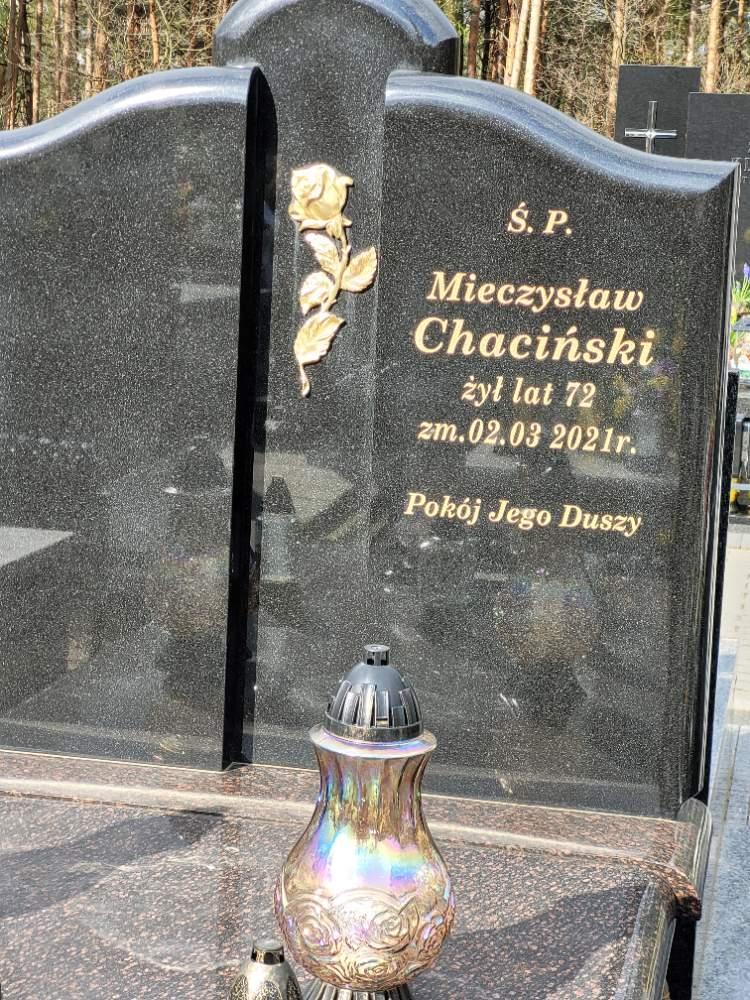 Ś. P.
Mieczysław
Chaciński
żył lat 72
zm.02.03 2021r.
Pokój Jego Duszy